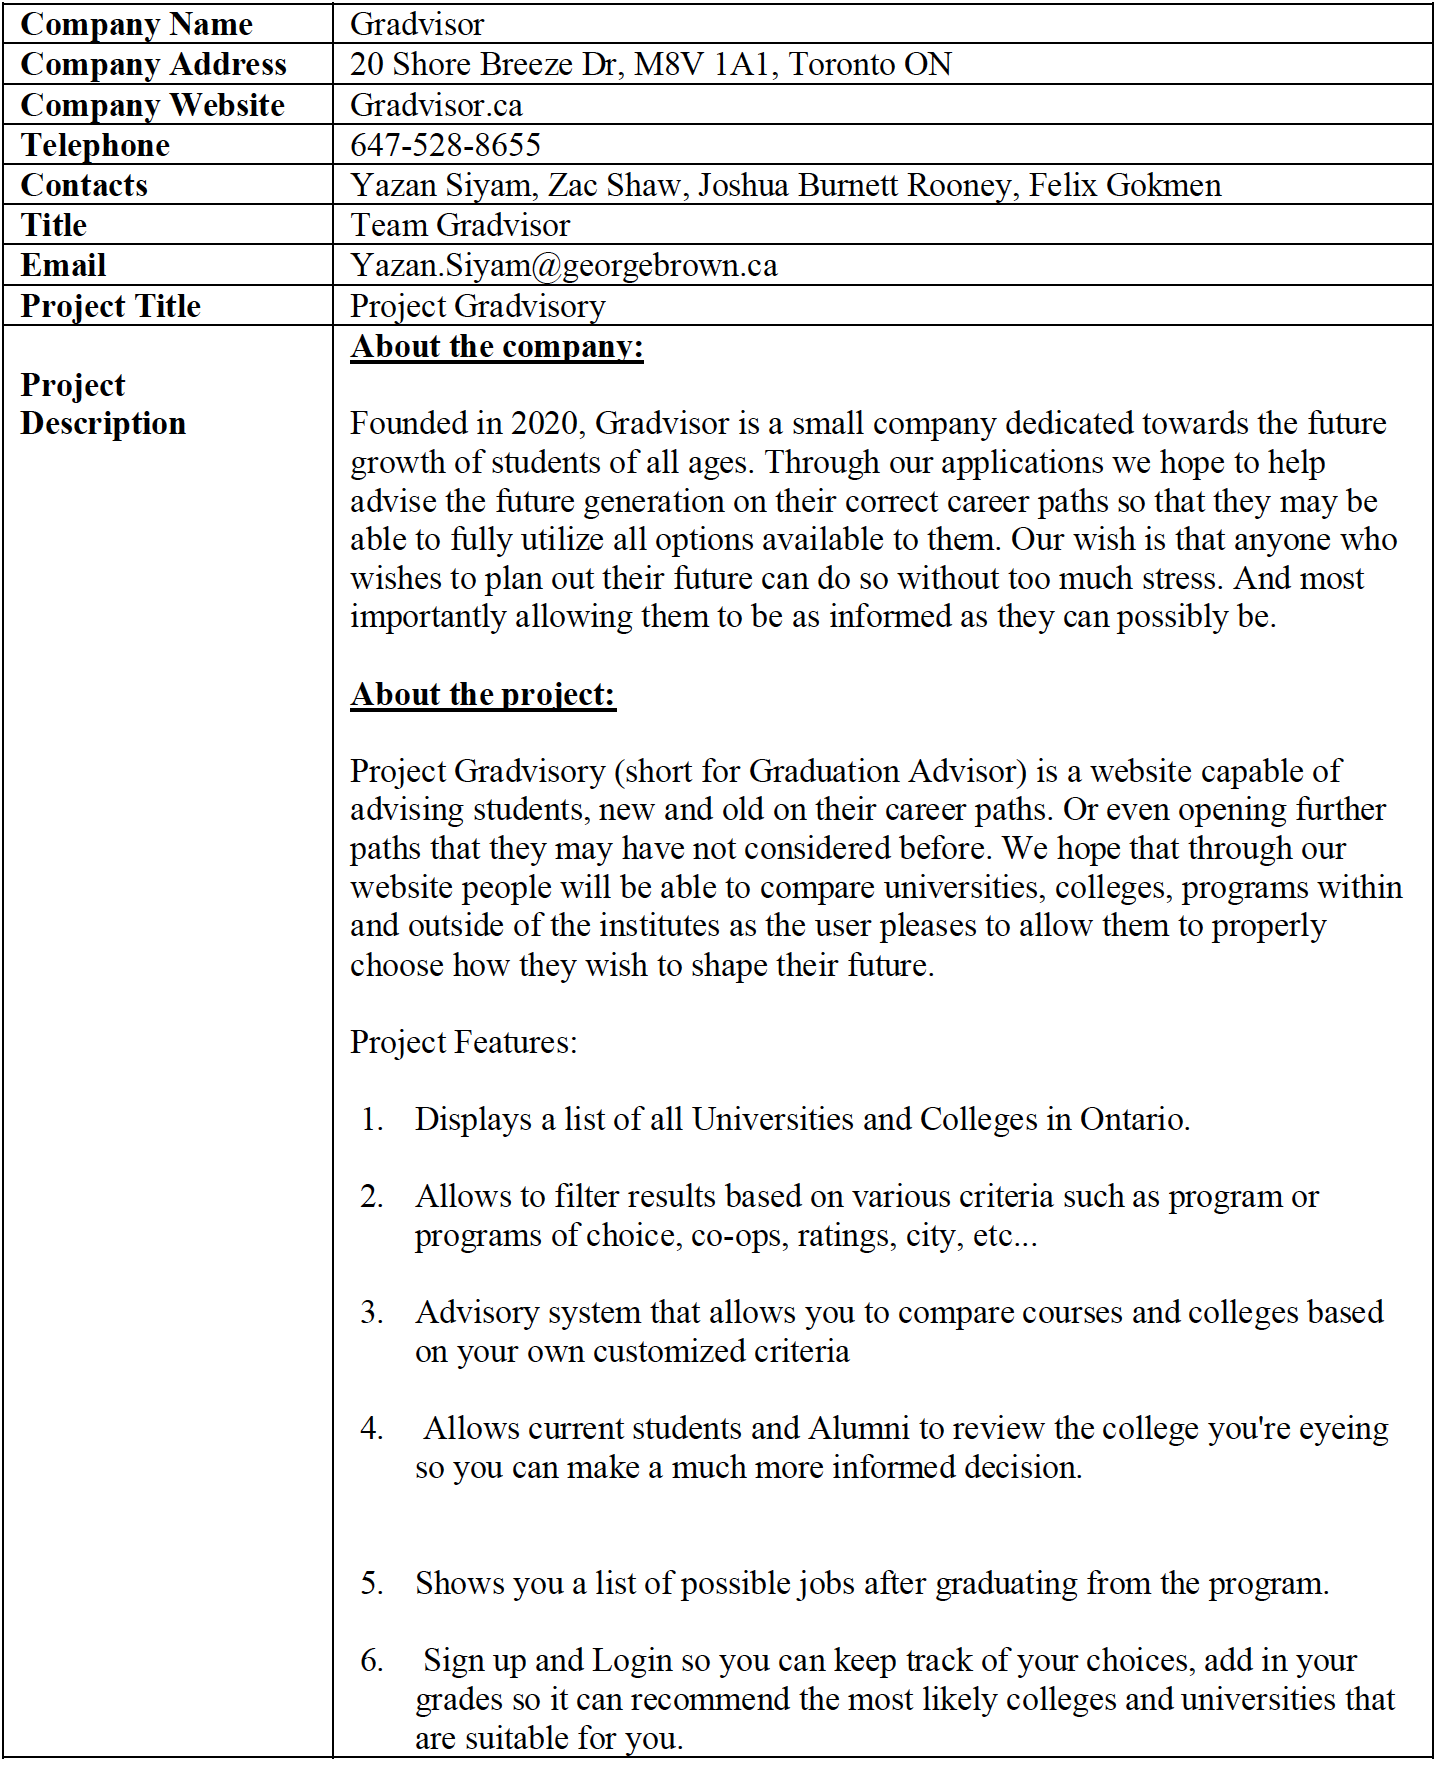 Company Name Gradvisor
Company Address 20 Shore Breeze Dr, M8V 1A1, Toronto ON
Company Website Gradvisor.ca
Telephone 647-528-8655
Contacts Yazan Siyam, Zac Shaw, Joshua Burnett Rooney, Felix Gokmen
Title Team Gradvisor
Email Yazan.Siyam@georgebrown.ca
Project Title Project Gradvisory
Project
Description
About the company:
Founded in 2020, Gradvisor is a small company dedicated towards the future
growth of students of all ages. Through our applications we hope to help
advise the future generation on their correct career paths so that they may be
able to fully utilize all options available to them. Our wish is that anyone who
wishes to plan out their future can do so without too much stress. And most
importantly allowing them to be as informed as they can possibly be.
About the project:
Project Gradvisory (short for Graduation Advisor) is a website capable of
advising students, new and old on their career paths. Or even opening further
paths that they may have not considered before. We hope that through our
website people will be able to compare universities, colleges, programs within
and outside of the institutes as the user pleases to allow them to properly
choose how they wish to shape their future.
Project Features:
1. Displays a list of all Universities and Colleges in Ontario.
2. Allows to filter results based on various criteria such as program or
programs of choice, co-ops, ratings, city, etc...
3. Advisory system that allows you to compare courses and colleges based
on your own customized criteria
4. Allows current students and Alumni to review the college you're eyeing
so you can make a much more informed decision.
5. Shows you a list of possible jobs after graduating from the program.
6. Sign up and Login so you can keep track of your choices, add in your
grades so it can recommend the most likely colleges and universities that
are suitable for you.